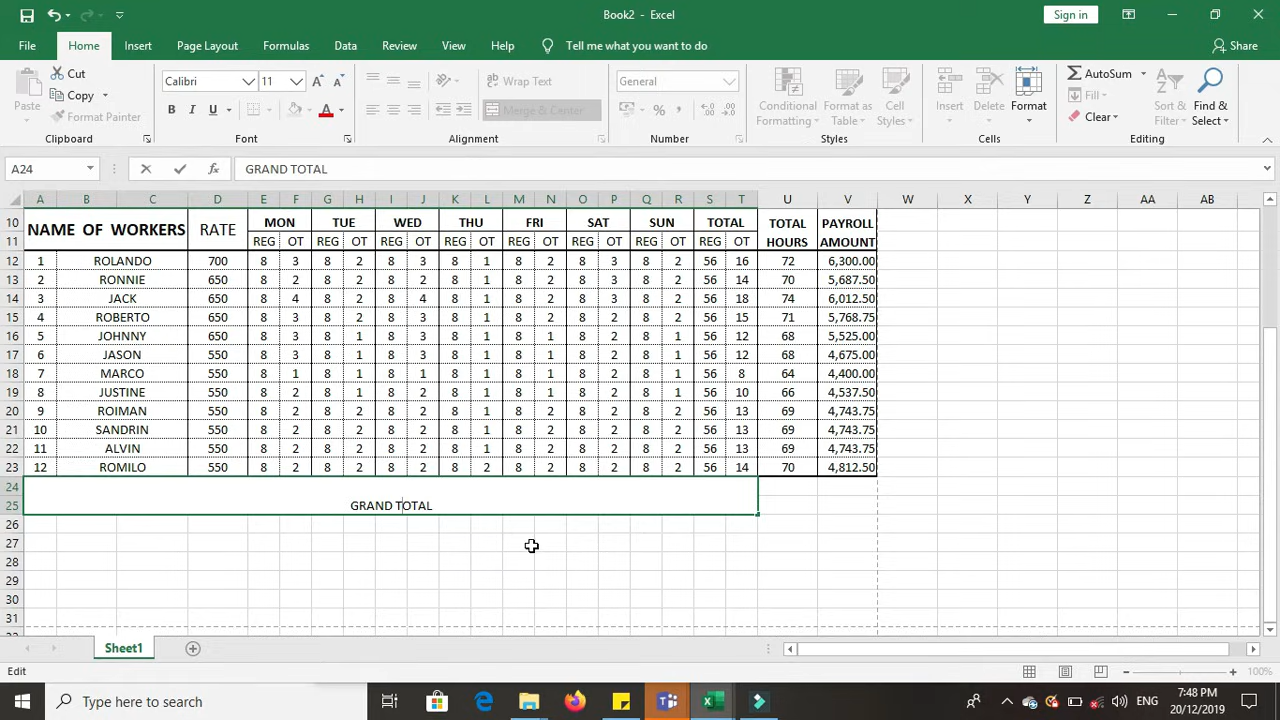 Book2 - Excel
Sign in
File Home Insert Page Layout Formulas Data Review View Help Tell me what you want to do Share
Paste
Cut
Copy
Format Painter
Calibri 11
B I U
Wrap Text
Merge & Center
General
Conditional Formatting
Format as Table
Cell Styles
Insert
Delete
Format
AutoSum
Fill
Clear
Sort & Filter
Find & Select
Clipboard Font Alignment Number Styles Cells Editing
A24 fx GRAND TOTAL
A B C D E F G H I J K L M N O P Q R S T U V W X Y Z AA AB
10 NAME OF WORKERS RATE MON TUE WED THU FRI SAT SUN TOTAL TOTAL PAYROLL
11 REG OT REG OT REG OT REG OT REG OT REG OT REG OT REG OT HOURS AMOUNT
12 1 ROLANDO 700 8 3 8 2 8 3 8 1 8 2 8 3 8 2 56 16 72 6,300.00
13 2 RONNIE 650 8 2 8 2 8 2 8 1 8 2 8 3 8 2 56 14 70 5,687.50
14 3 JACK 650 8 4 8 2 8 4 8 1 8 2 8 3 8 2 56 18 74 6,012.50
15 4 ROBERTO 650 8 3 8 2 8 3 8 1 8 2 8 2 8 2 56 15 71 5,768.75
16 5 JOHNNY 650 8 3 8 1 8 3 8 1 8 1 8 2 8 1 56 12 68 5,525.00
17 6 JASON 550 8 3 8 1 8 3 8 1 8 1 8 2 8 1 56 12 68 4,675.00
18 7 MARCO 550 8 1 8 1 8 1 8 1 8 1 8 2 8 1 56 8 64 4,400.00
19 8 JUSTINE 550 8 2 8 1 8 2 8 1 8 1 8 2 8 1 56 10 66 4,537.50
20 9 ROIMAN 550 8 2 8 2 8 2 8 1 8 2 8 2 8 2 56 13 69 4,743.75
21 10 SANDRIN 550 8 2 8 2 8 2 8 1 8 2 8 2 8 2 56 13 69 4,743.75
22 11 ALVIN 550 8 2 8 2 8 2 8 1 8 2 8 2 8 2 56 13 69 4,743.75
23 12 ROMILO 550 8 2 8 2 8 2 8 2 8 2 8 2 8 2 56 14 70 4,812.50
24
25 GRAND TOTAL
26
27
28
29
30
31
Sheet1
Edit 100%
Type here to search
ENG
7:48 PM
20/12/2019